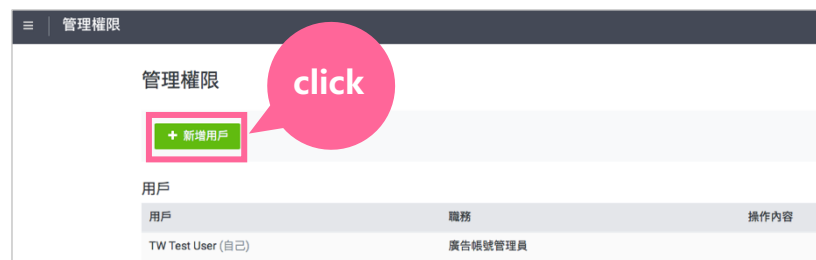 管理權限
管理權限
click
+ 新增用戶
用戶
用戶 職務 操作內容
TW Test User (自己) 廣告帳號管理員